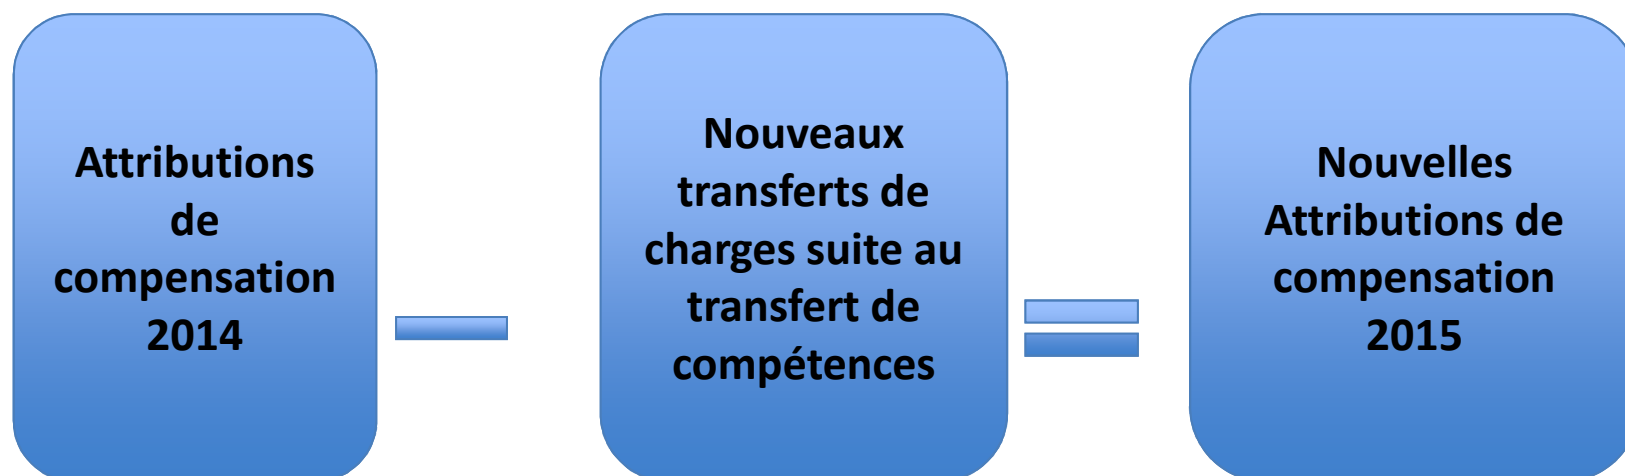 Attributions
de
compensation
2014
Nouveaux
transferts de
charges suite au
transfert de
compétences
Nouvelles
Attributions de
compensation
2015